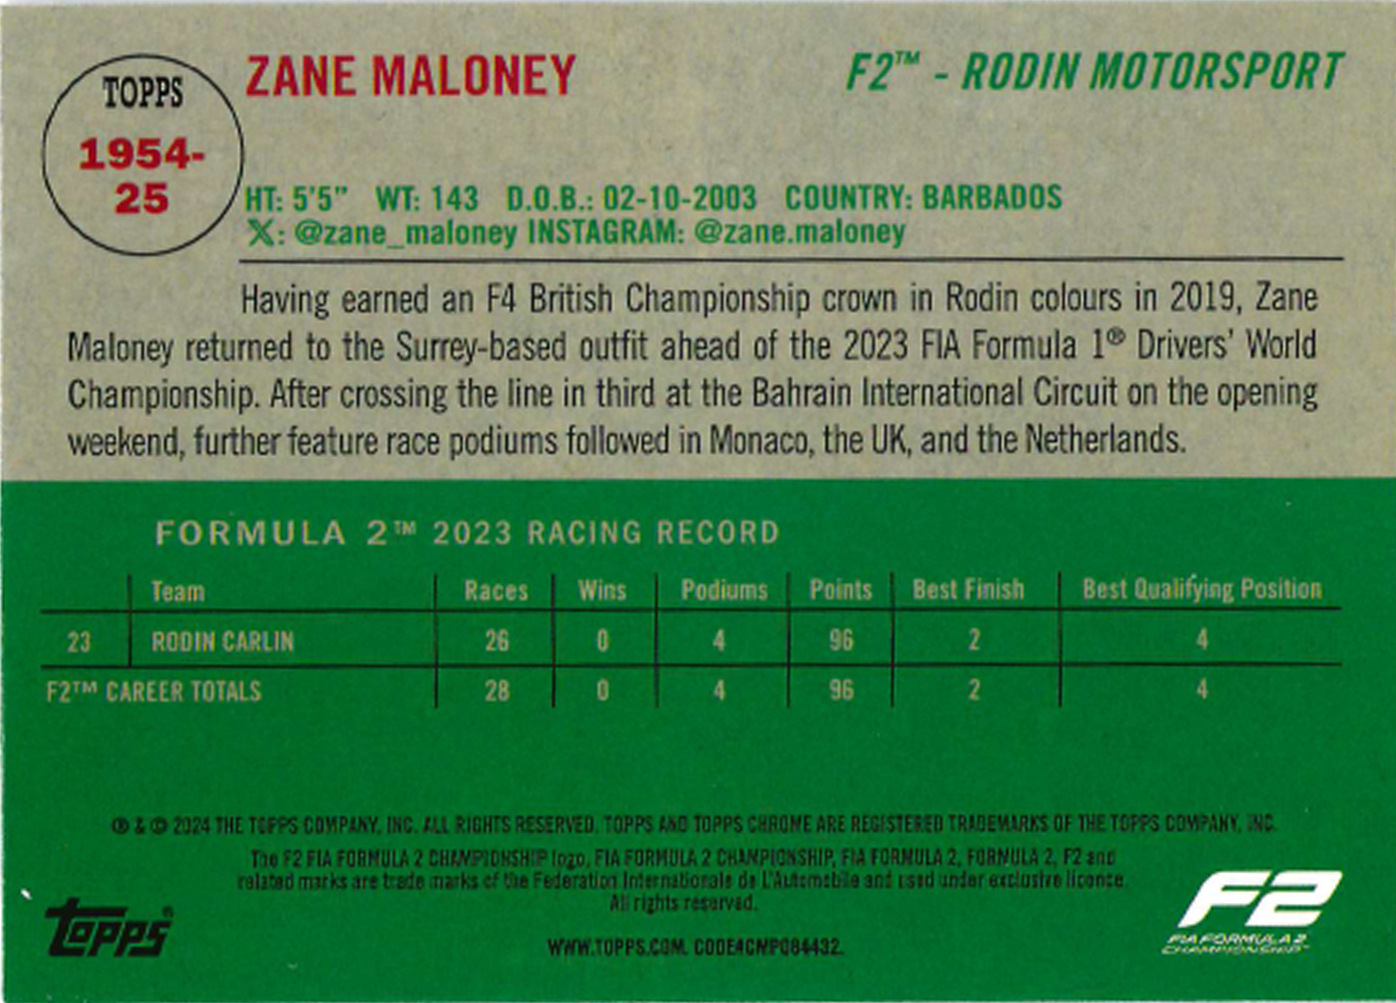 TOPPS
1954-
25
ZANE MALONEY
F2™ - RODIN MOTORSPORT
HT: 5'5" WT: 143 D.O.B.: 02-10-2003 COUNTRY: BARBADOS
X: @zane_maloney INSTAGRAM: @zane.maloney
Having earned an F4 British Championship crown in Rodin colours in 2019, Zane
Maloney returned to the Surrey-based outfit ahead of the 2023 FIA Formula 1® Drivers' World
Championship. After crossing the line in third at the Bahrain International Circuit on the opening
weekend, further feature race podiums followed in Monaco, the UK, and the Netherlands.
FORMULA 2™ 2023 RACING RECORD
Team Races Wins Podiums Points Best Finish Best Qualifying Position
23 RODIN CARLIN 26 0 4 96 2 4
F2™ CAREER TOTALS 28 0 4 96 2 4
® & © 2024 THE TOPPS COMPANY, INC. ALL RIGHTS RESERVED. TOPPS AND TOPPS CHROME ARE REGISTERED TRADEMARKS OF THE TOPPS COMPANY, INC.
The F2 FIA FORMULA 2 CHAMPIONSHIP logo, FIA FORMULA 2 CHAMPIONSHIP, FIA FORMULA 2, FORMULA 2, F2 and
related marks are trade marks of the Federation Internationale de L'Automobile and used under exclusive licence.
All rights reserved.
WWW.TOPPS.COM. CODE#CMP084432.
Topps®
F2
FIA FORMULA 2
CHAMPIONSHIP™